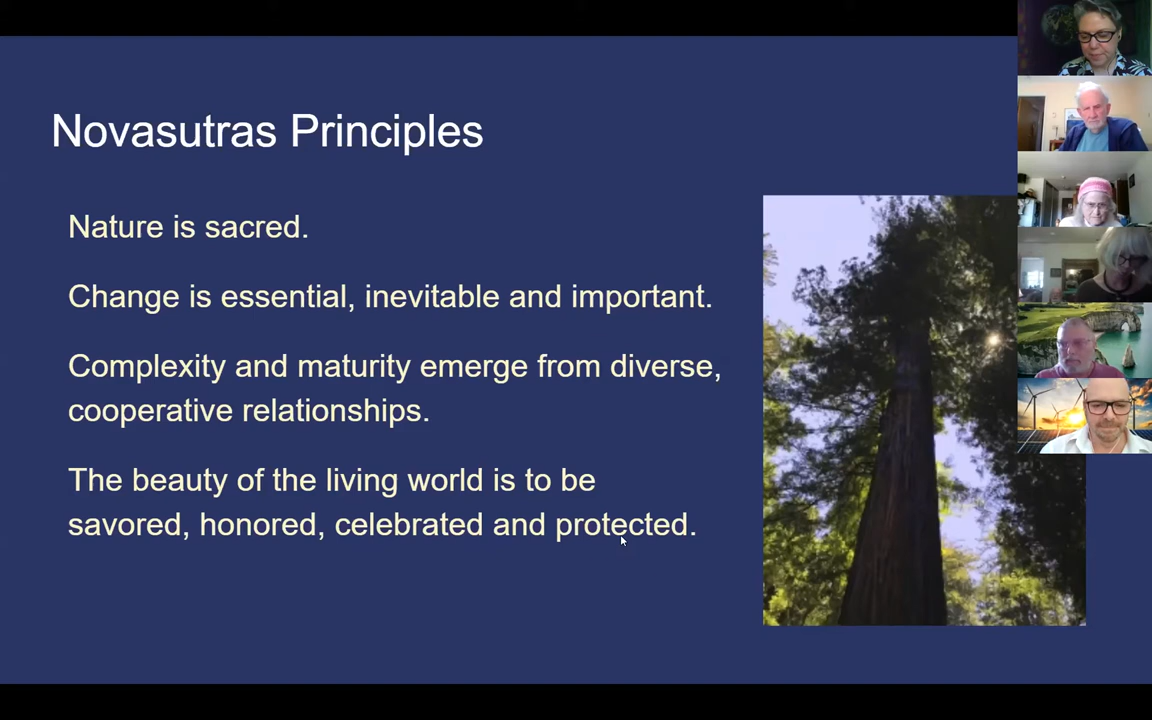 Novasutras Principles
Nature is sacred.
Change is essential, inevitable and important.
Complexity and maturity emerge from diverse,
cooperative relationships.
The beauty of the living world is to be
savored, honored, celebrated and protected.